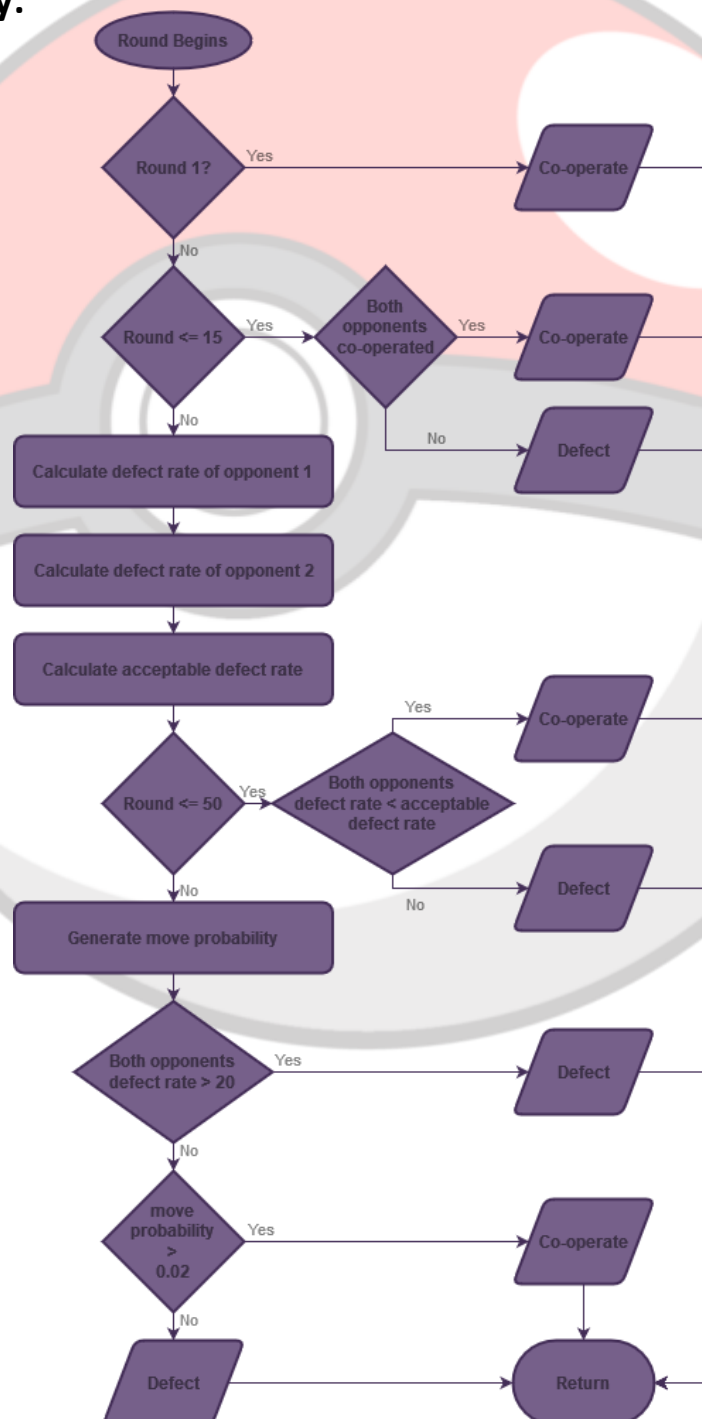 y.
Round Begins
Round 1?
Yes
Co-operate
No
Round <= 15
Yes
Both
opponents
co-operated
Yes
Co-operate
No
Defect
No
Calculate defect rate of opponent 1
Calculate defect rate of opponent 2
Calculate acceptable defect rate
Round <= 50
Yes
Both opponents
defect rate < acceptable
defect rate
Yes
Co-operate
No
Defect
No
Generate move probability
Both opponents
defect rate > 20
Yes
Defect
No
move
probability
>
0.02
Yes
Co-operate
No
Defect
Return